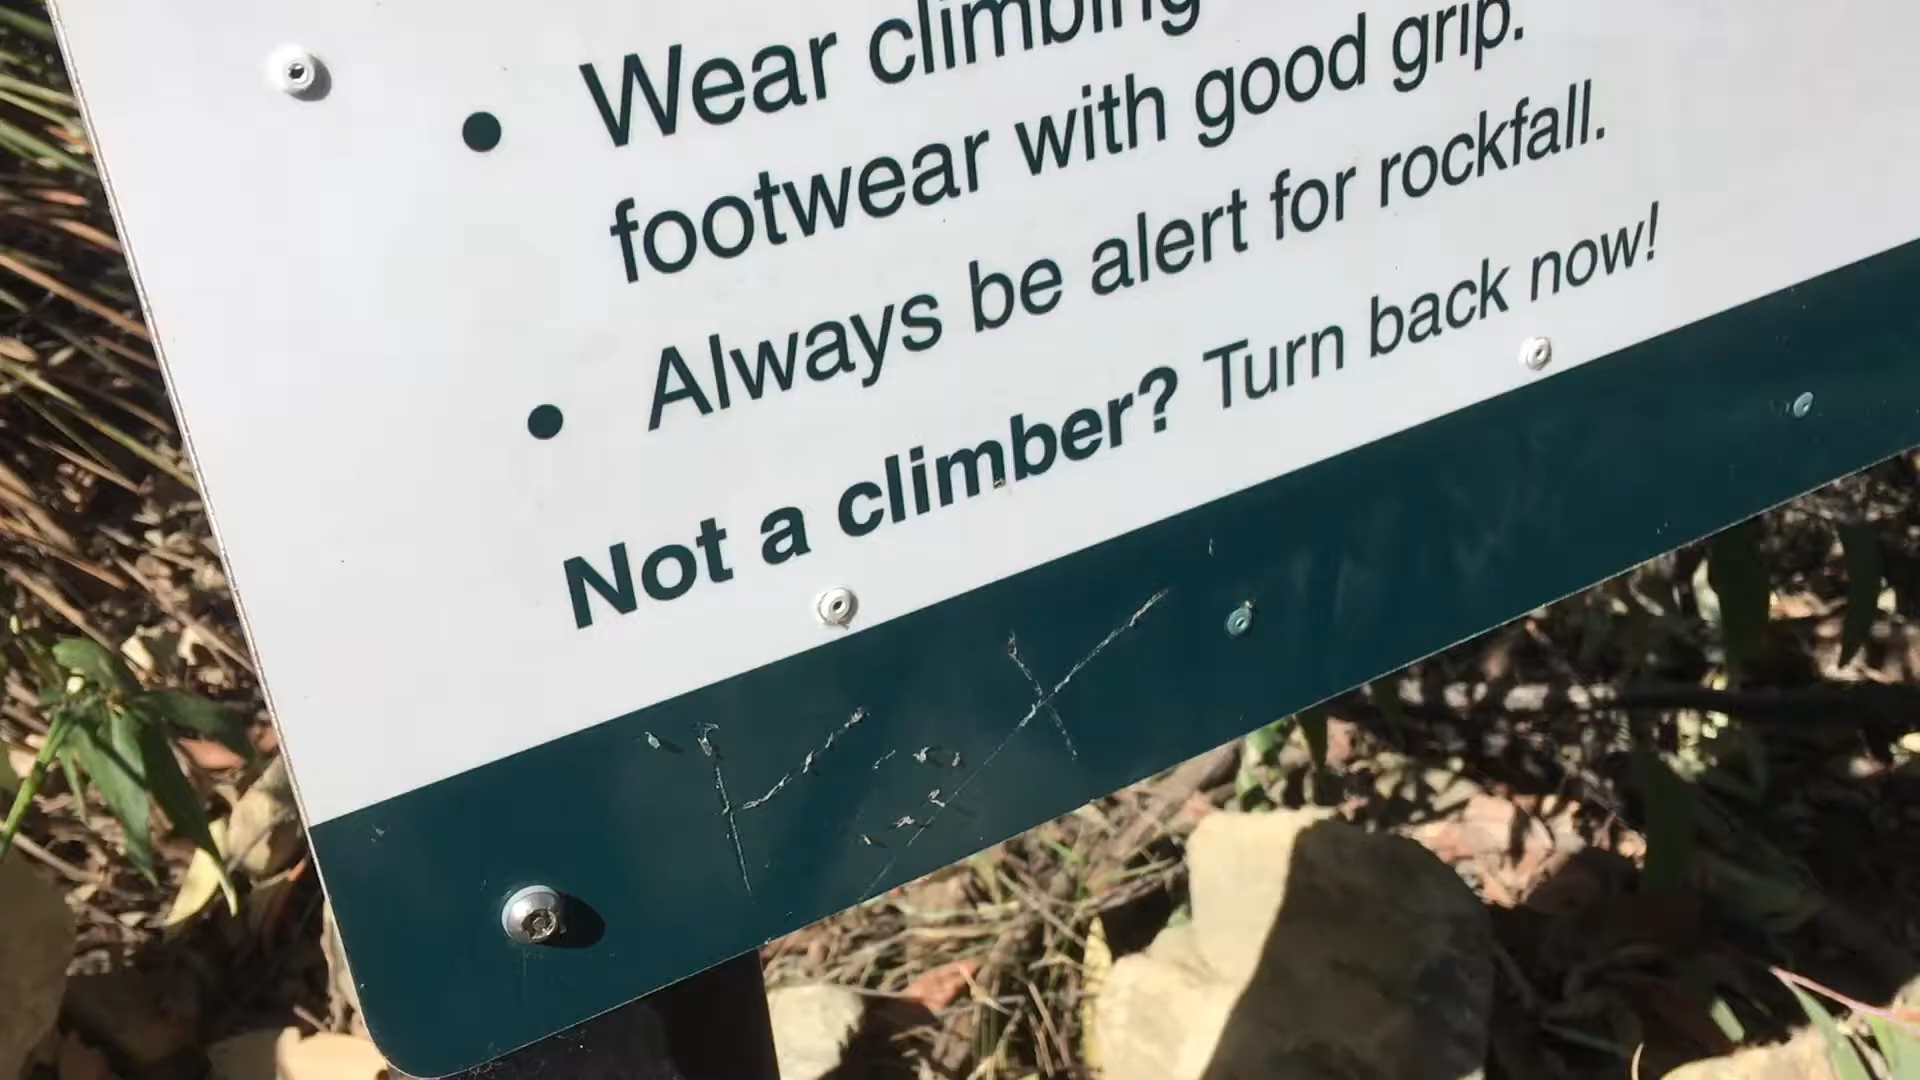 Wear climbing
footwear with good grip.
Always be alert for rockfall.
Not a climber? Turn back now!